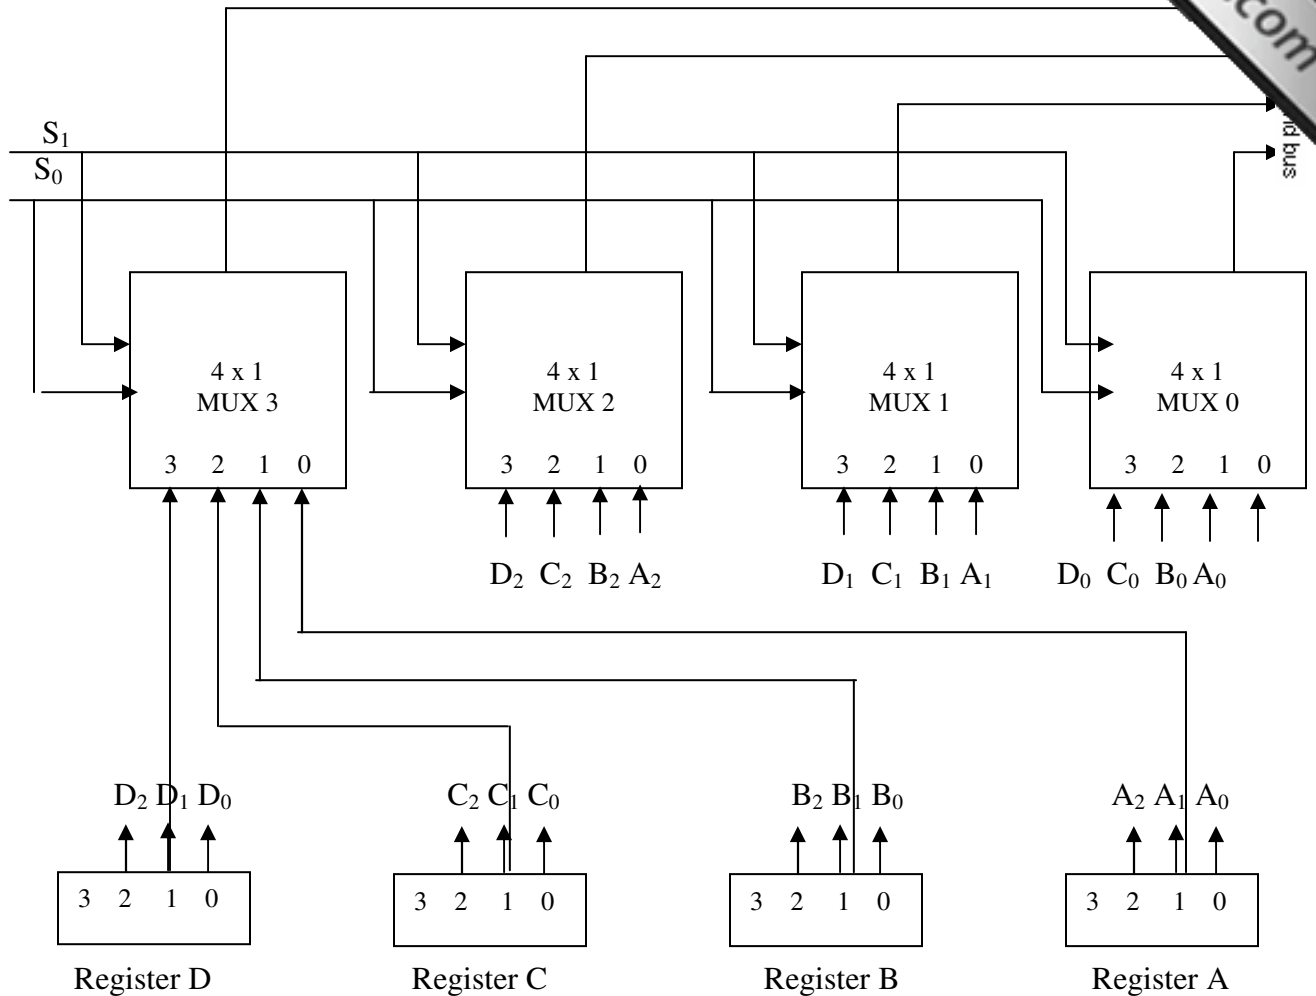 .com
S₁
S₀
bus
4 x 1
MUX 3
4 x 1
MUX 2
4 x 1
MUX 1
4 x 1
MUX 0
3 2 1 0
3 2 1 0
3 2 1 0
3 2 1 0
D₂ C₂ B₂ A₂
D₁ C₁ B₁ A₁
D₀ C₀ B₀ A₀
D₂ D₁ D₀
C₂ C₁ C₀
B₂ B₁ B₀
A₂ A₁ A₀
3 2 1 0
3 2 1 0
3 2 1 0
3 2 1 0
Register D
Register C
Register B
Register A